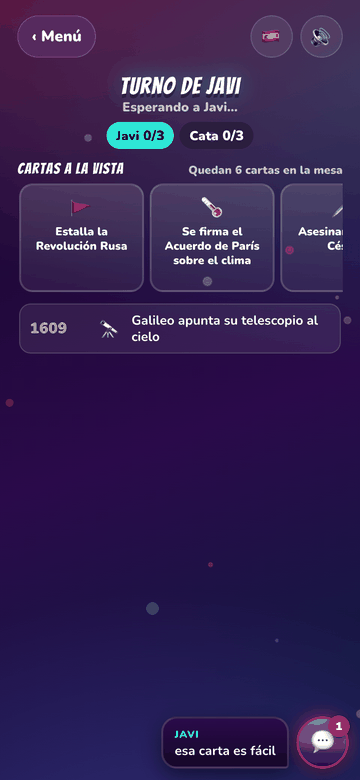 ‹ Menú
TURNO DE JAVI
Esperando a Javi...
Javi 0/3
Cata 0/3
CARTAS A LA VISTA
Quedan 6 cartas en la mesa
Estalla la
Revolución Rusa
Se firma el
Acuerdo de París
sobre el clima
1609
Galileo apunta su telescopio al
cielo
1
JAVI
esa carta es fácil